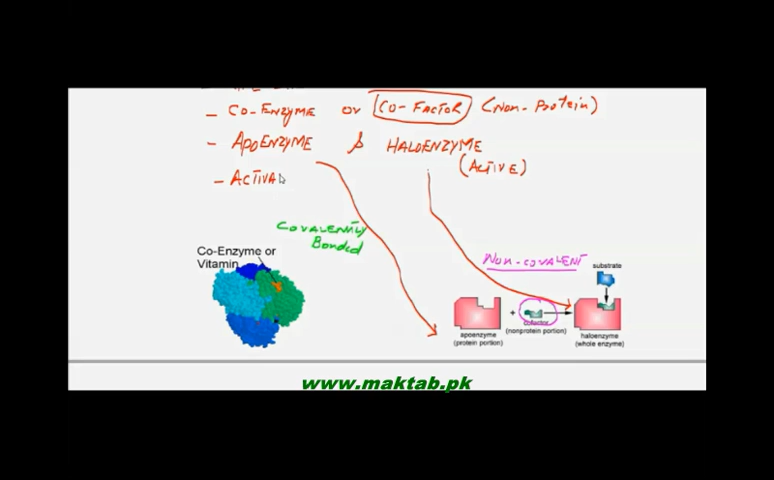 - CO-ENZYME or CO-FACTOR (Non-Protein)
- APOENZYME & HALOENZYME
(ACTIVE)
- ACTIVA
COVALENTLY
Bonded
Co-Enzyme or
Vitamin
NON-COVALENT
substrate
+
cofactor
apoenzyme
(protein portion)
(nonprotein portion)
haloenzyme
(whole enzyme)
www.maktab.pk